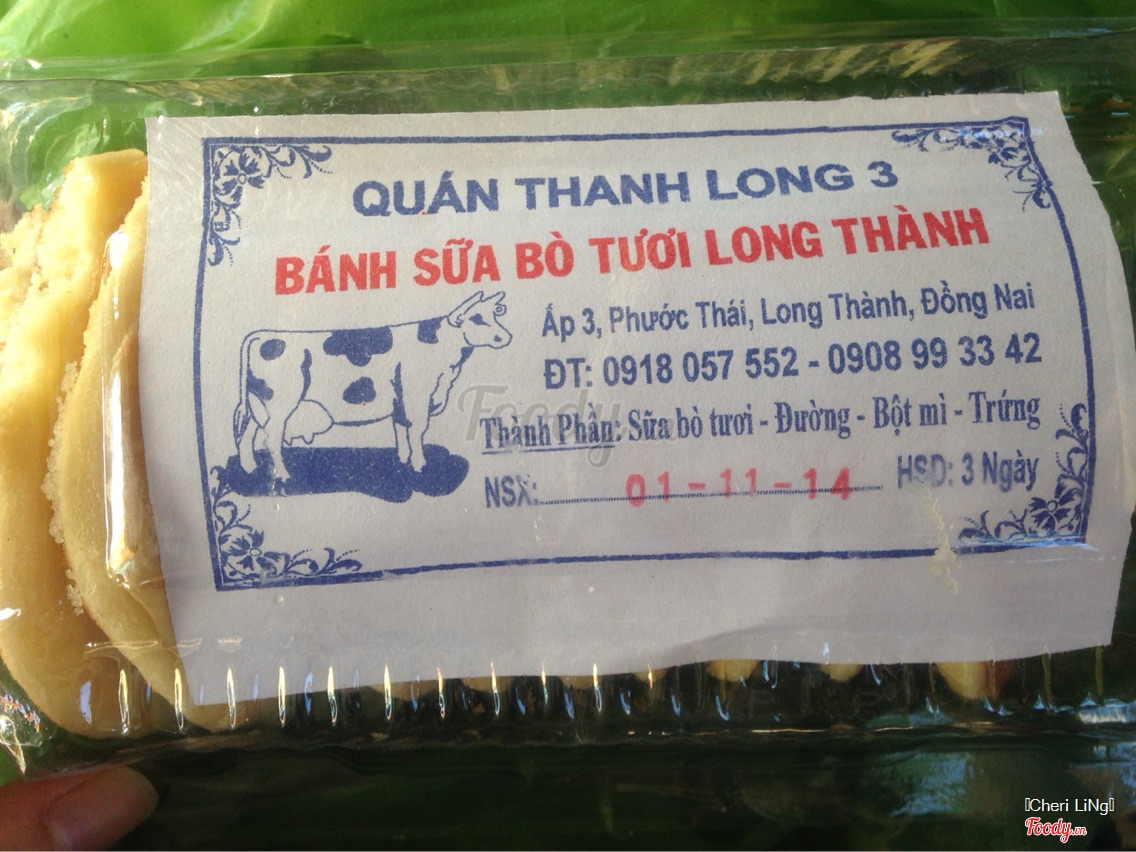 QUÁN THANH LONG 3
BÁNH SỮA BÒ TƯƠI LONG THÀNH
Ấp 3, Phước Thái, Long Thành, Đồng Nai
ĐT: 0918 057 552 - 0908 99 33 42
Thành Phần: Sữa bò tươi - Đường - Bột mì - Trứng
NSX: 01-11-14 HSD: 3 Ngày
Foody
Cheri LiNg
Foody.vn